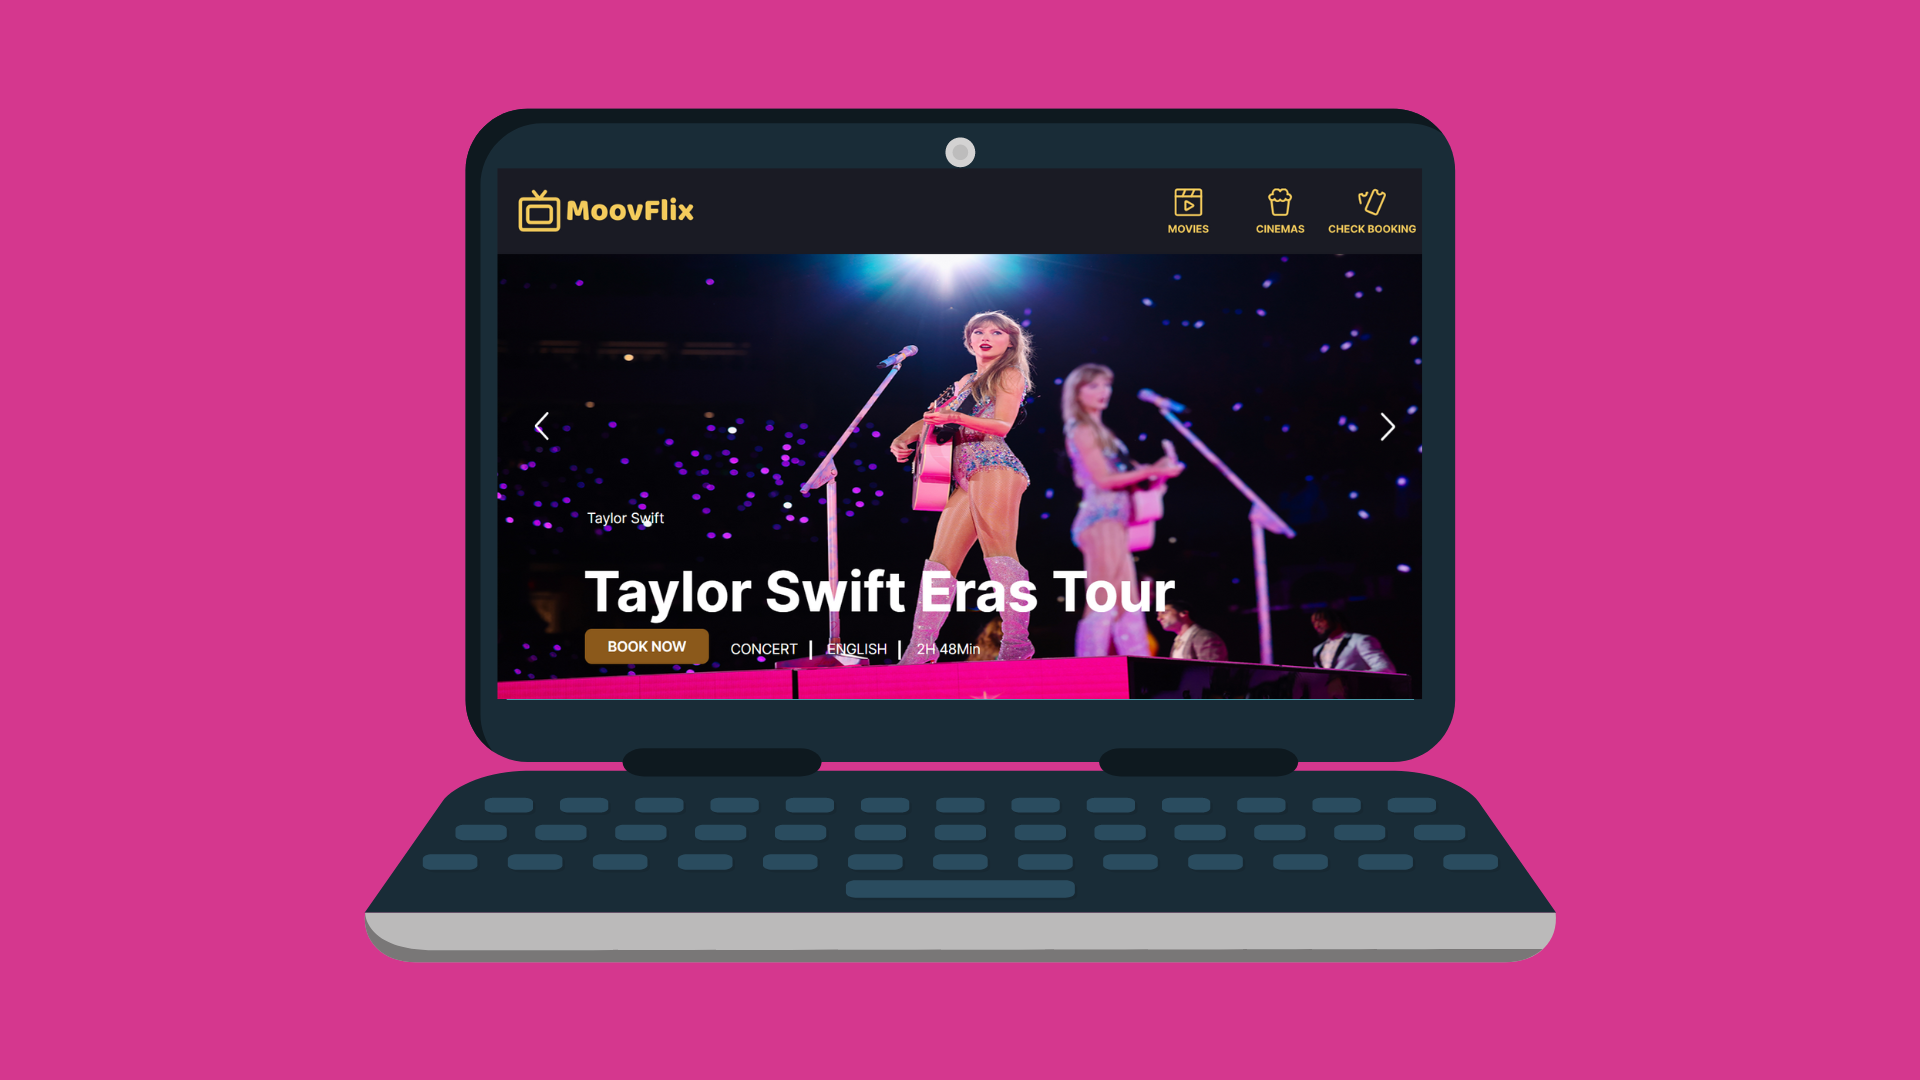 MoovFlix
MOVIES
CINEMAS
CHECK BOOKING
Taylor Swift
Taylor Swift Eras Tour
BOOK NOW
CONCERT | ENGLISH | 2H 48Min